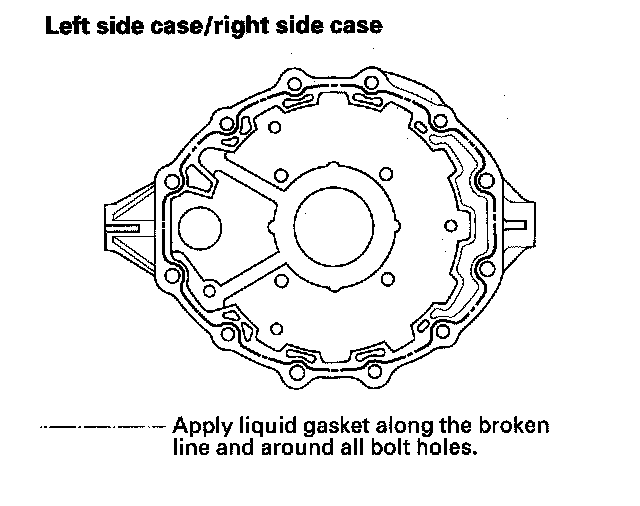 Left side case/right side case
Apply liquid gasket along the broken
line and around all bolt holes.